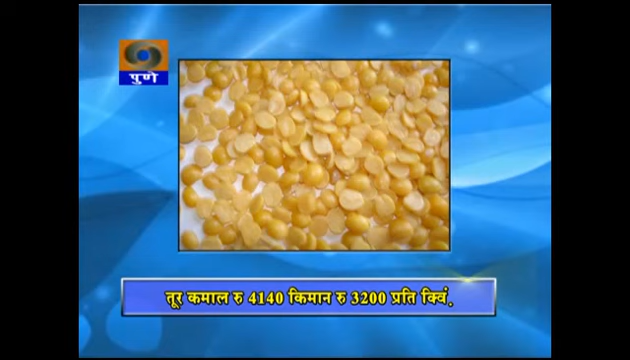 पुणे
तूर कमाल रु 4140 किमान रु 3200 प्रति क्विं.